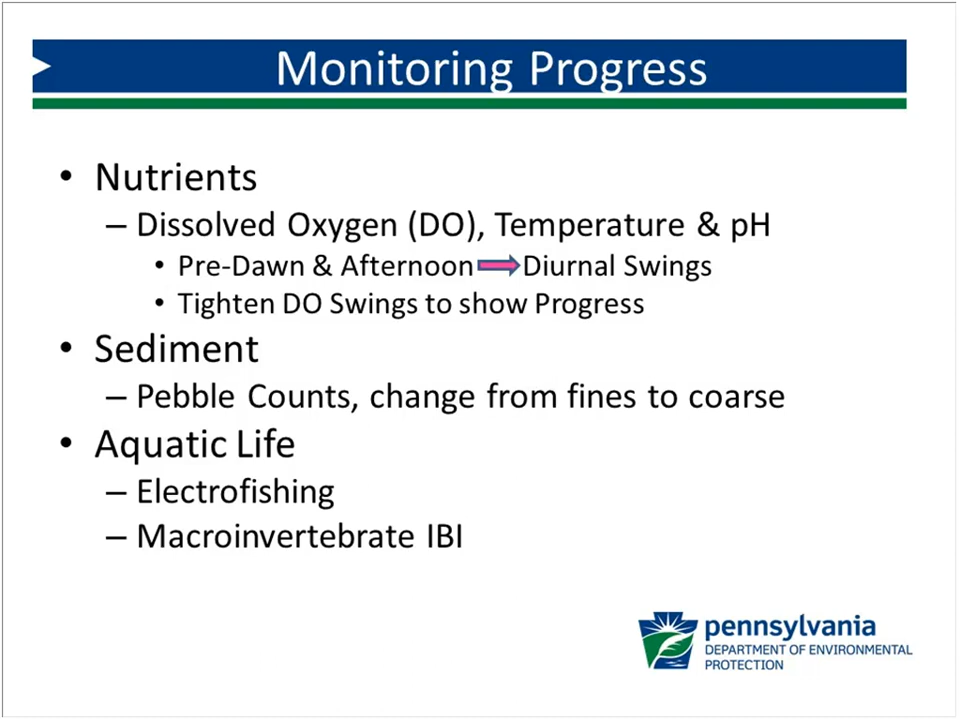 Monitoring Progress
• Nutrients
– Dissolved Oxygen (DO), Temperature & pH
• Pre-Dawn & Afternoon Diurnal Swings
• Tighten DO Swings to show Progress
• Sediment
– Pebble Counts, change from fines to coarse
• Aquatic Life
– Electrofishing
– Macroinvertebrate IBI
pennsylvania
DEPARTMENT OF ENVIRONMENTAL
PROTECTION